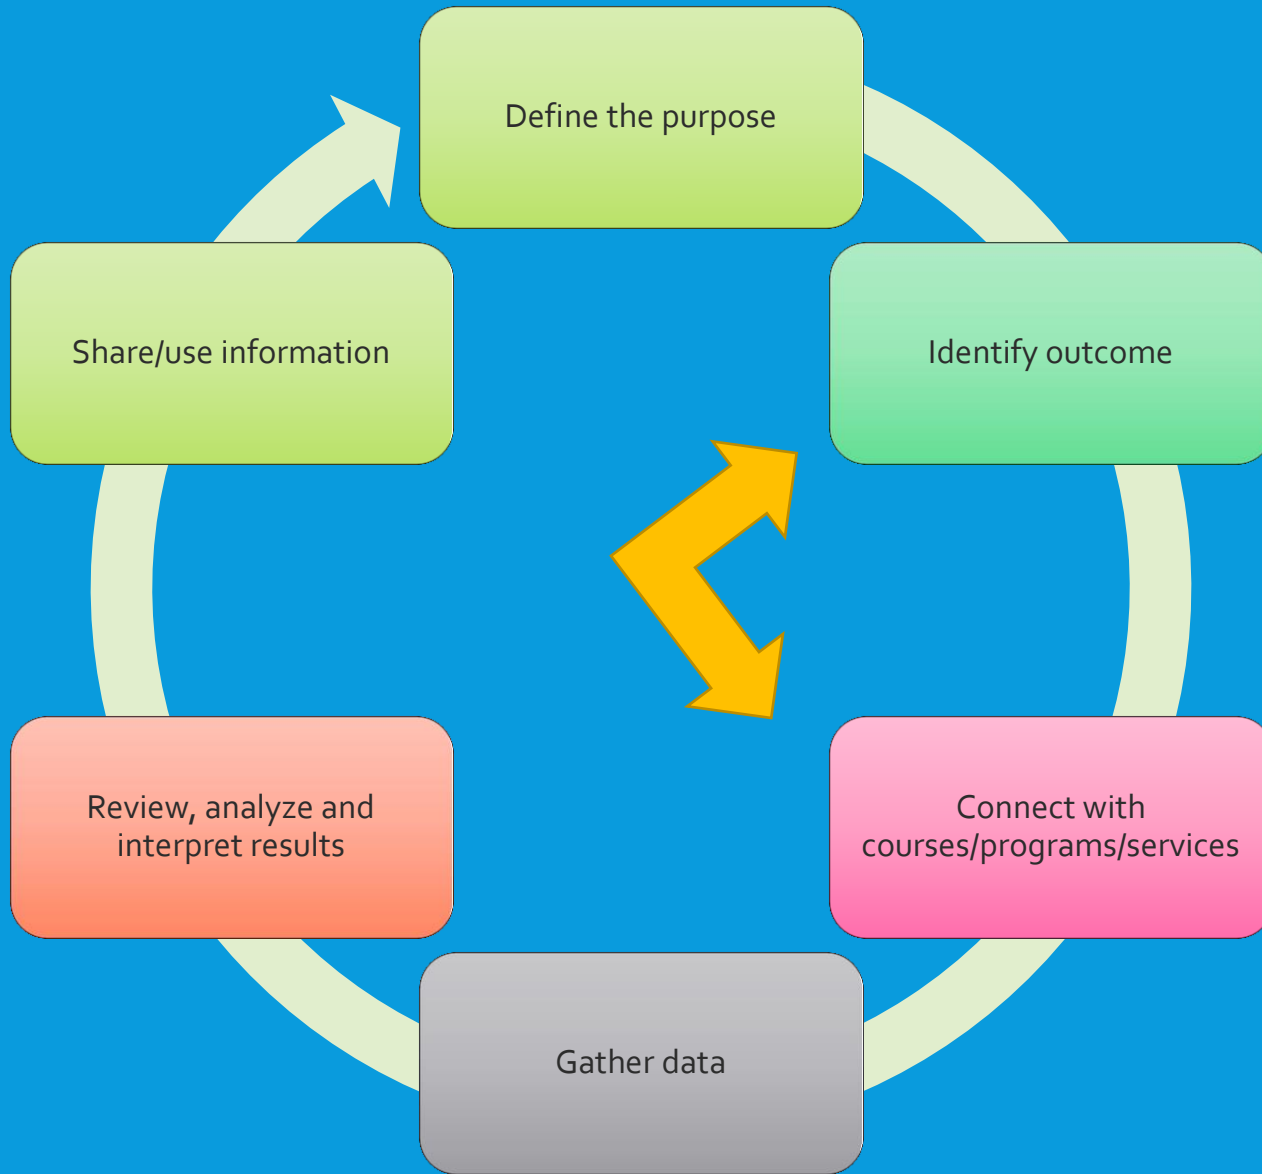 Define the purpose
Identify outcome
Connect with
courses/programs/services
Gather data
Review, analyze and
interpret results
Share/use information